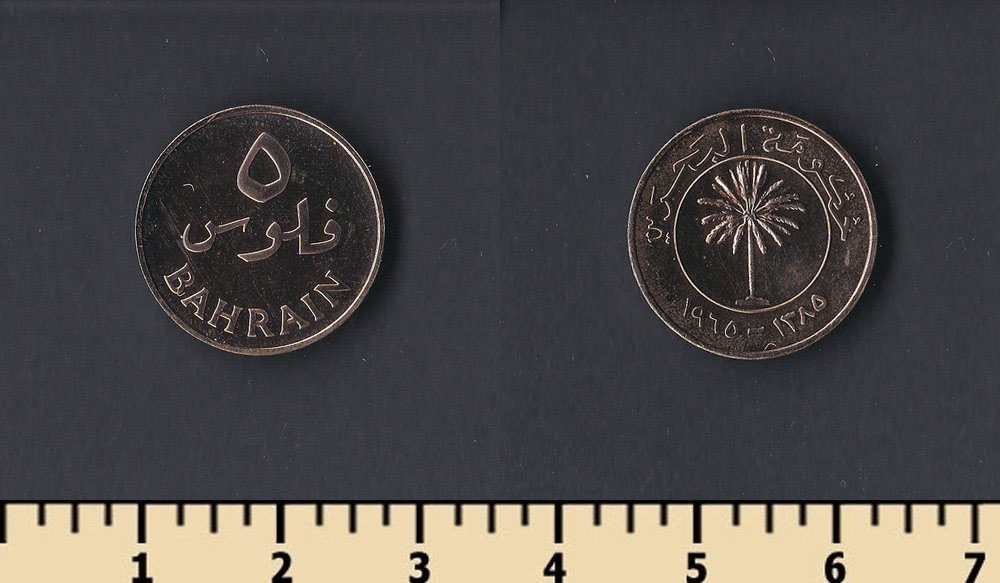 ٥
فلوس
BAHRAIN
حكومة البحرين
١٩٦٥ - ١٣٨٥
1 2 3 4 5 6 7